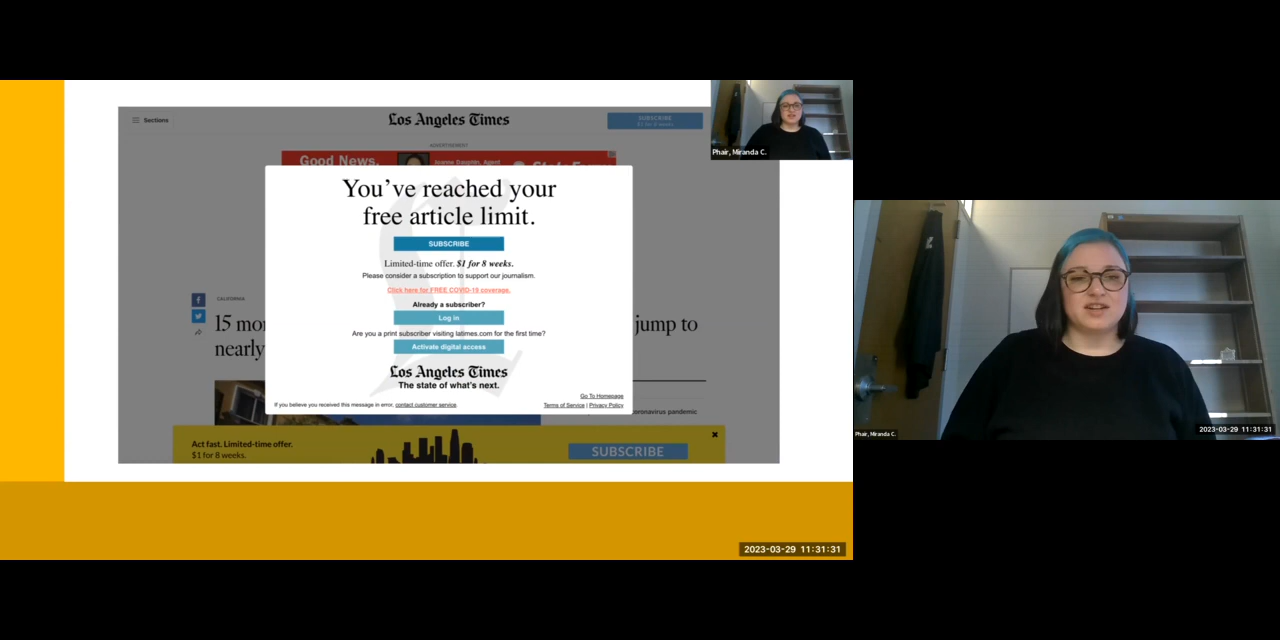 Sections
Los Angeles Times
SUBSCRIBE
ADVERTISEMENT
Good News.
Joanne Dauphin, Agent
You've reached your
free article limit.
SUBSCRIBE
Limited-time offer. $1 for 8 weeks.
Please consider a subscription to support our journalism.
Click here for FREE COVID-19 coverage.
Already a subscriber?
Log in
Are you a print subscriber visiting latimes.com for the first time?
Activate digital access
Los Angeles Times
The state of what's next.
Go To Homepage
If you believe you received this message in error, contact customer service.
Terms of Service | Privacy Policy
CALIFORNIA
15 jump to
nearly
coronavirus pandemic
Act fast. Limited-time offer.
$1 for 8 weeks.
SUBSCRIBE
Phair, Miranda C.
2023-03-29 11:31:31
Phair, Miranda C.
2023-03-29 11:31:31